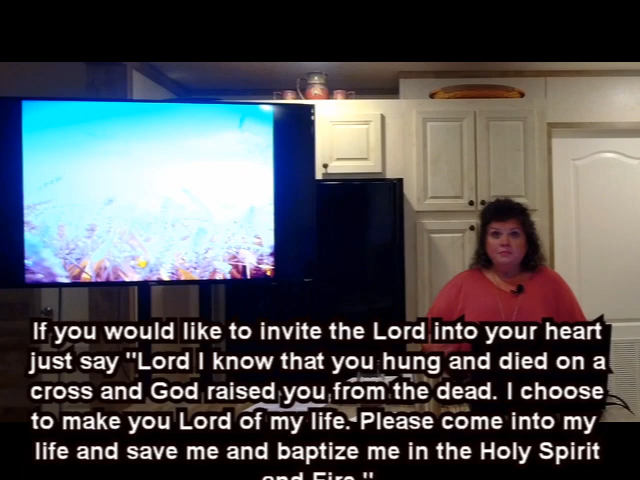 If you would like to invite the Lord into your heart
just say "Lord I know that you hung and died on a
cross and God raised you from the dead. I choose
to make you Lord of my life. Please come into my
life and save me and baptize me in the Holy Spirit
and Fire."